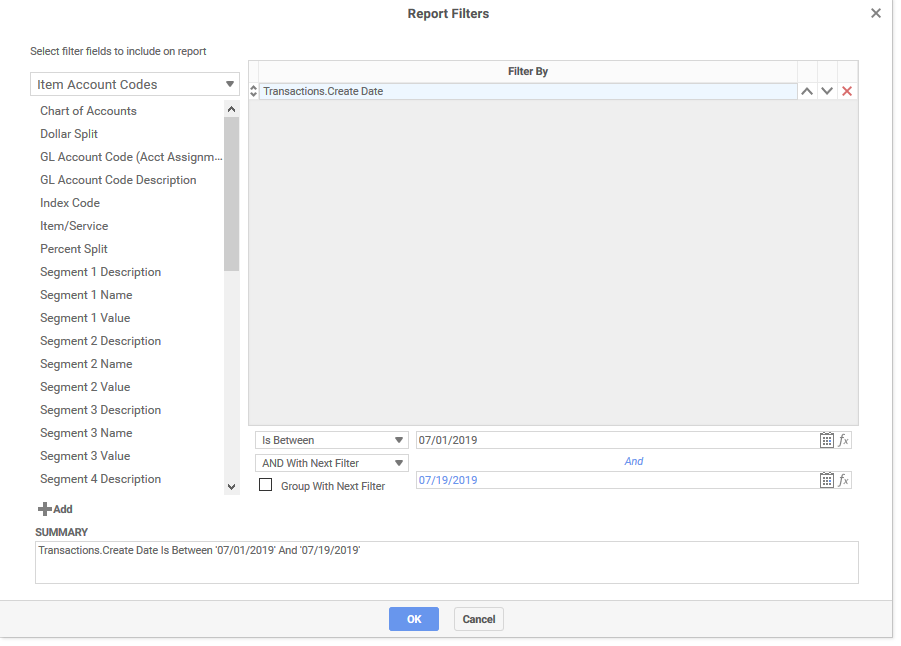 Report Filters
Select filter fields to include on report
Item Account Codes
Chart of Accounts
Dollar Split
GL Account Code (Acct Assignm...
GL Account Code Description
Index Code
Item/Service
Percent Split
Segment 1 Description
Segment 1 Name
Segment 1 Value
Segment 2 Description
Segment 2 Name
Segment 2 Value
Segment 3 Description
Segment 3 Name
Segment 3 Value
Segment 4 Description
Add
Filter By
Transactions.Create Date
Is Between
07/01/2019
fx
AND With Next Filter
And
Group With Next Filter
07/19/2019
fx
SUMMARY
Transactions.Create Date Is Between '07/01/2019' And '07/19/2019'
OK
Cancel